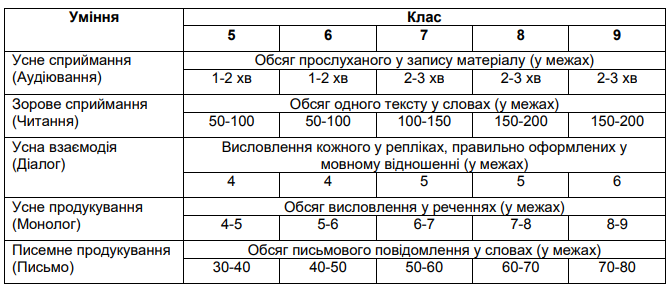 Уміння Клас
5 6 7 8 9
Усне сприймання Обсяг прослуханого у запису матеріалу (у межах)
(Аудіювання) 1-2 хв 1-2 хв 2-3 хв 2-3 хв 2-3 хв
Зорове сприймання Обсяг одного тексту у словах (у межах)
(Читання) 50-100 50-100 100-150 150-200 150-200
Усна взаємодія Висловлення кожного у репліках, правильно оформлених у
(Діалог) мовному відношенні (у межах)
4 4 5 5 6
Усне продукування Обсяг висловлення у реченнях (у межах)
(Монолог) 4-5 5-6 6-7 7-8 8-9
Писемне продукування Обсяг письмового повідомлення у словах (у межах)
(Письмо) 30-40 40-50 50-60 60-70 70-80